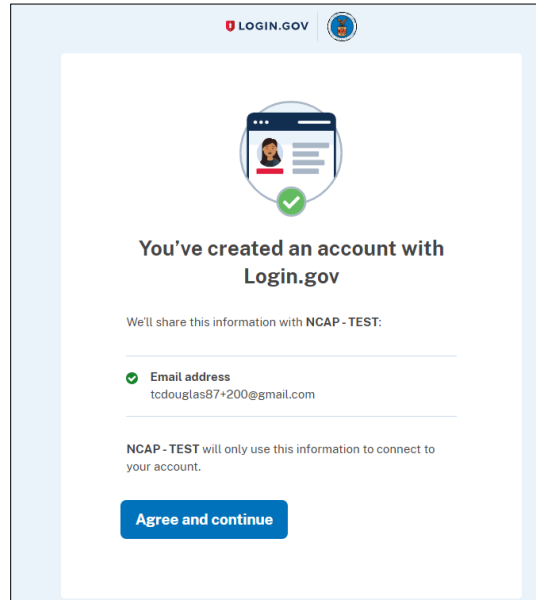 LOGIN.GOV
You’ve created an account with
Login.gov
We’ll share this information with NCAP - TEST:
Email address
tcdouglas87+200@gmail.com
NCAP - TEST will only use this information to connect to
your account.
Agree and continue